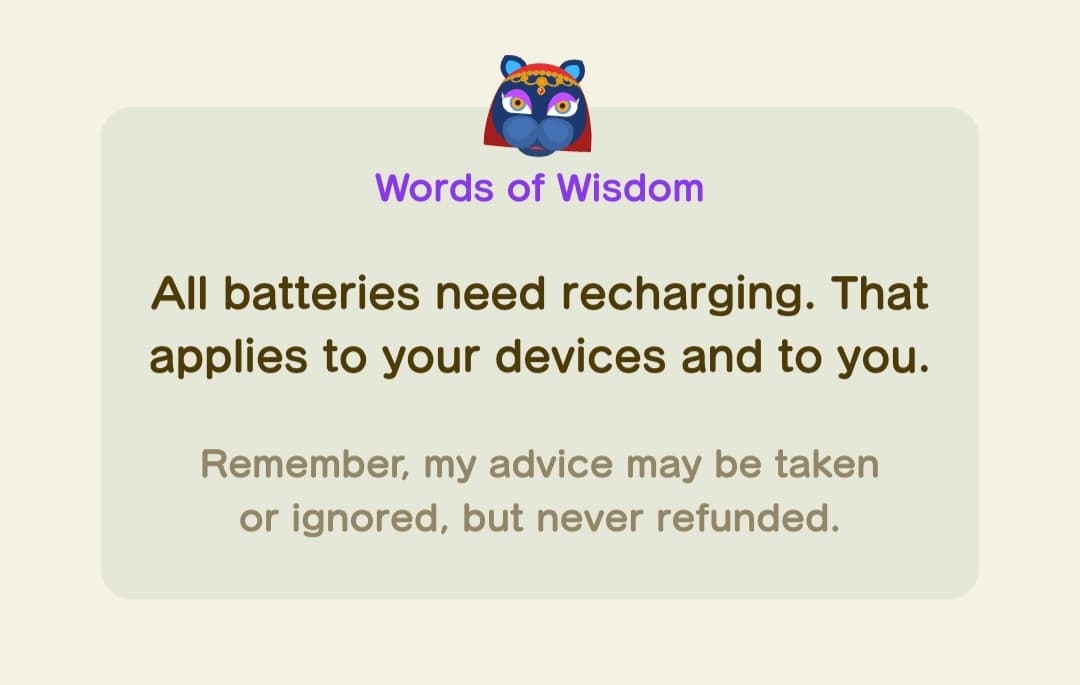 Words of Wisdom
All batteries need recharging. That
applies to your devices and to you.
Remember, my advice may be taken
or ignored, but never refunded.